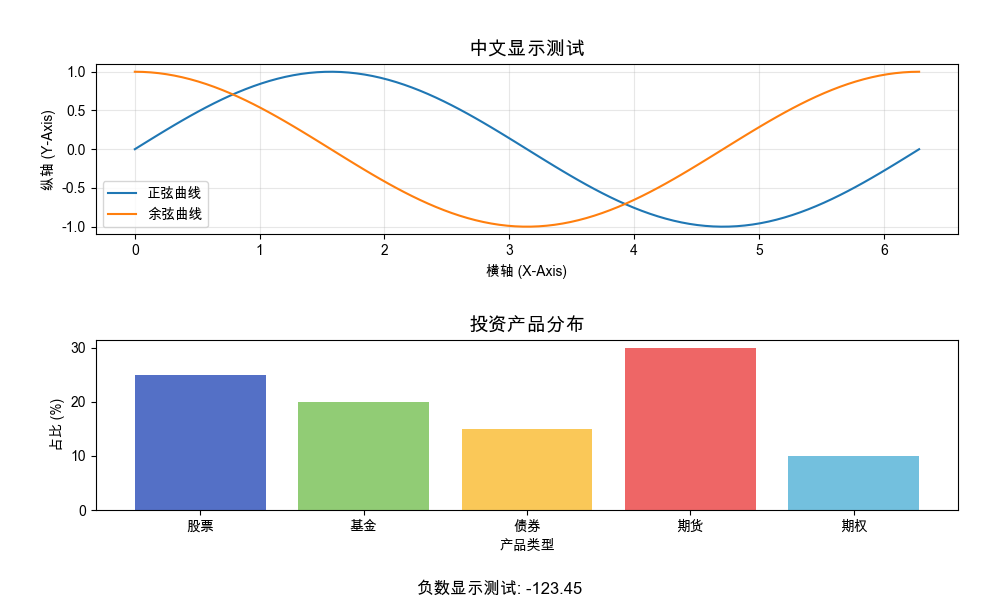 中文显示测试
纵轴 (Y-Axis)
1.0
0.5
0.0
-0.5
-1.0
正弦曲线
余弦曲线
0 1 2 3 4 5 6
横轴 (X-Axis)
投资产品分布
占比 (%)
30
20
10
0
股票 基金 债券 期货 期权
产品类型
负数显示测试: -123.45